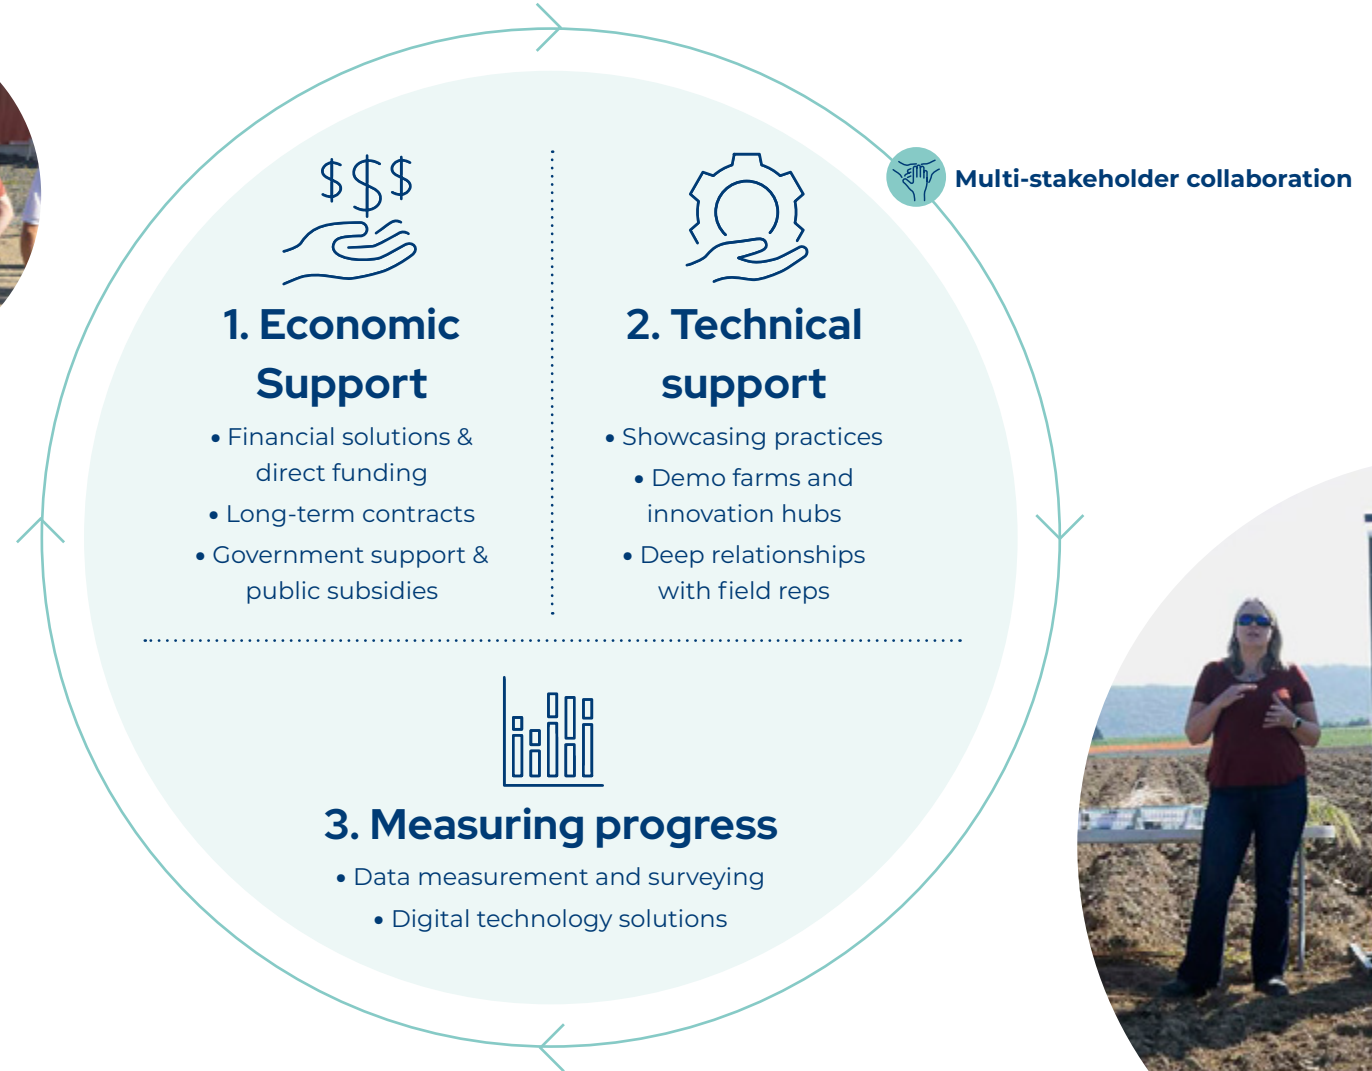 Multi-stakeholder collaboration
$$$
1. Economic
Support
• Financial solutions &
direct funding
• Long-term contracts
• Government support &
public subsidies
2. Technical
support
• Showcasing practices
• Demo farms and
innovation hubs
• Deep relationships
with field reps
3. Measuring progress
• Data measurement and surveying
• Digital technology solutions